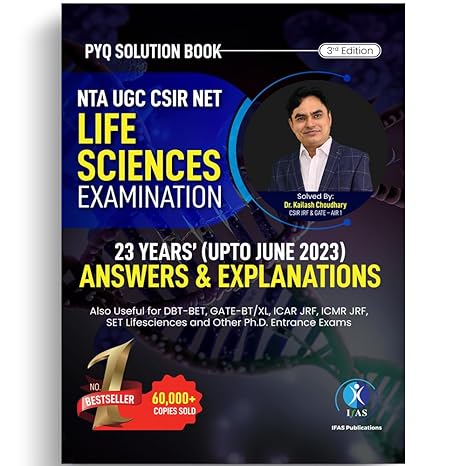 PYQ SOLUTION BOOK
3rd Edition
NTA UGC CSIR NET
LIFE
SCIENCES
EXAMINATION
Solved By:
Dr. Kailash Choudhary
CSIR JRF & GATE – AIR 1
23 YEARS' (UPTO JUNE 2023)
ANSWERS & EXPLANATIONS
Also Useful for DBT-BET, GATE-BT/XL, ICAR JRF, ICMR JRF,
SET Lifesciences and Other Ph.D. Entrance Exams
NO.
1
BESTSELLER
60,000+
COPIES SOLD
IFAS
IFAS Publications